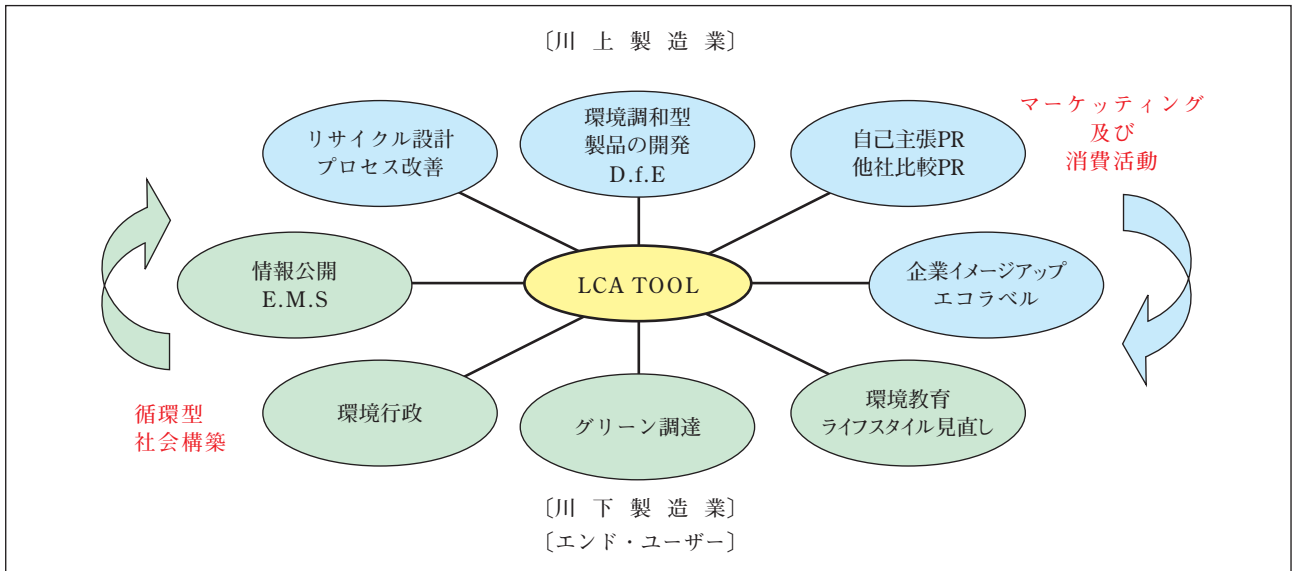 〔川 上 製 造 業〕
リサイクル設計
プロセス改善
環境調和型
製品の開発
D.f.E
自己主張PR
他社比較PR
マーケッティング
及び
消費活動
情報公開
E.M.S
LCA TOOL
企業イメージアップ
エコラベル
循環型
社会構築
環境行政
グリーン調達
環境教育
ライフスタイル見直し
〔川 下 製 造 業〕
〔エンド・ユーザー〕